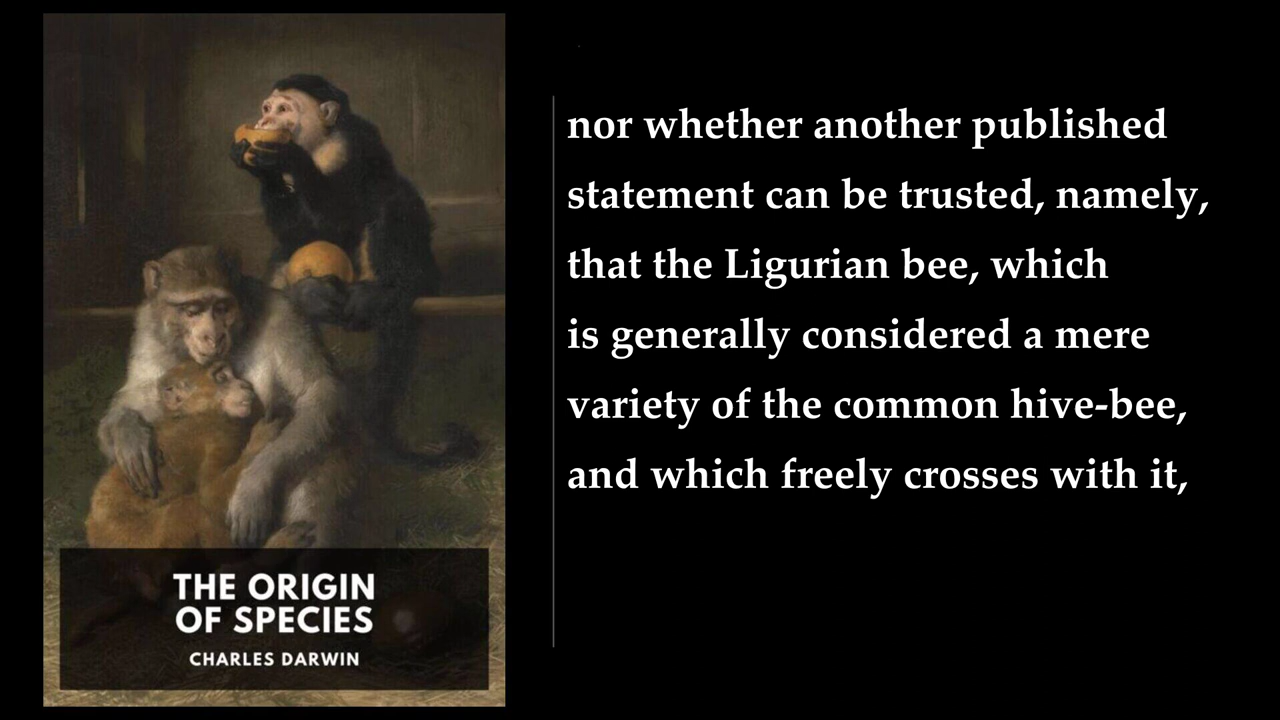 nor whether another published
statement can be trusted, namely,
that the Ligurian bee, which
is generally considered a mere
variety of the common hive-bee,
and which freely crosses with it,
THE ORIGIN
OF SPECIES
CHARLES DARWIN